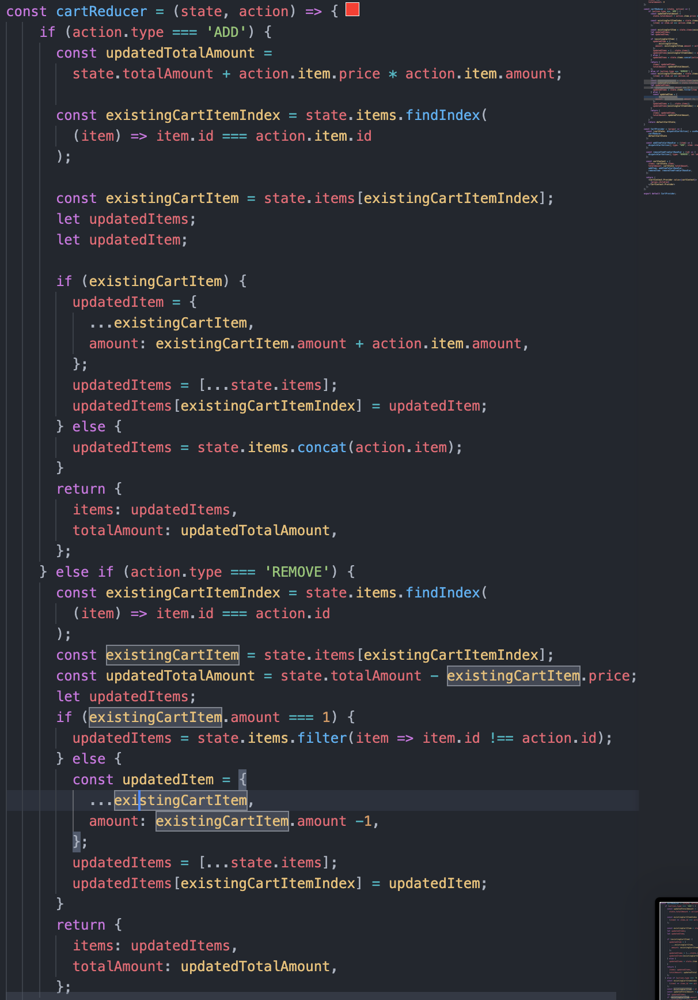 const cartReducer = (state, action) => {
if (action.type === 'ADD') {
const updatedTotalAmount =
state.totalAmount + action.item.price * action.item.amount;
const existingCartItemIndex = state.items.findIndex(
(item) => item.id === action.item.id
);
const existingCartItem = state.items[existingCartItemIndex];
let updatedItems;
let updatedItem;
if (existingCartItem) {
updatedItem = {
...existingCartItem,
amount: existingCartItem.amount + action.item.amount,
};
updatedItems = [...state.items];
updatedItems[existingCartItemIndex] = updatedItem;
} else {
updatedItems = state.items.concat(action.item);
}
return {
items: updatedItems,
totalAmount: updatedTotalAmount,
};
} else if (action.type === 'REMOVE') {
const existingCartItemIndex = state.items.findIndex(
(item) => item.id === action.id
);
const existingCartItem = state.items[existingCartItemIndex];
const updatedTotalAmount = state.totalAmount - existingCartItem.price;
let updatedItems;
if (existingCartItem.amount === 1) {
updatedItems = state.items.filter(item => item.id !== action.id);
} else {
const updatedItem = {
...existingCartItem,
amount: existingCartItem.amount -1,
};
updatedItems = [...state.items];
updatedItems[existingCartItemIndex] = updatedItem;
}
return {
items: updatedItems,
totalAmount: updatedTotalAmount,
};